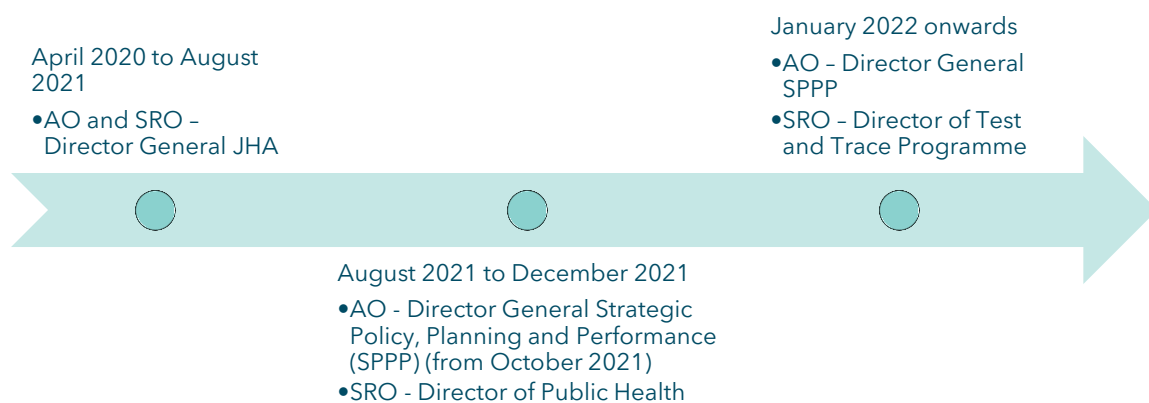 April 2020 to August
2021
•AO and SRO –
Director General JHA
August 2021 to December 2021
•AO - Director General Strategic
Policy, Planning and Performance
(SPPP) (from October 2021)
•SRO - Director of Public Health
January 2022 onwards
•AO – Director General
SPPP
•SRO – Director of Test
and Trace Programme